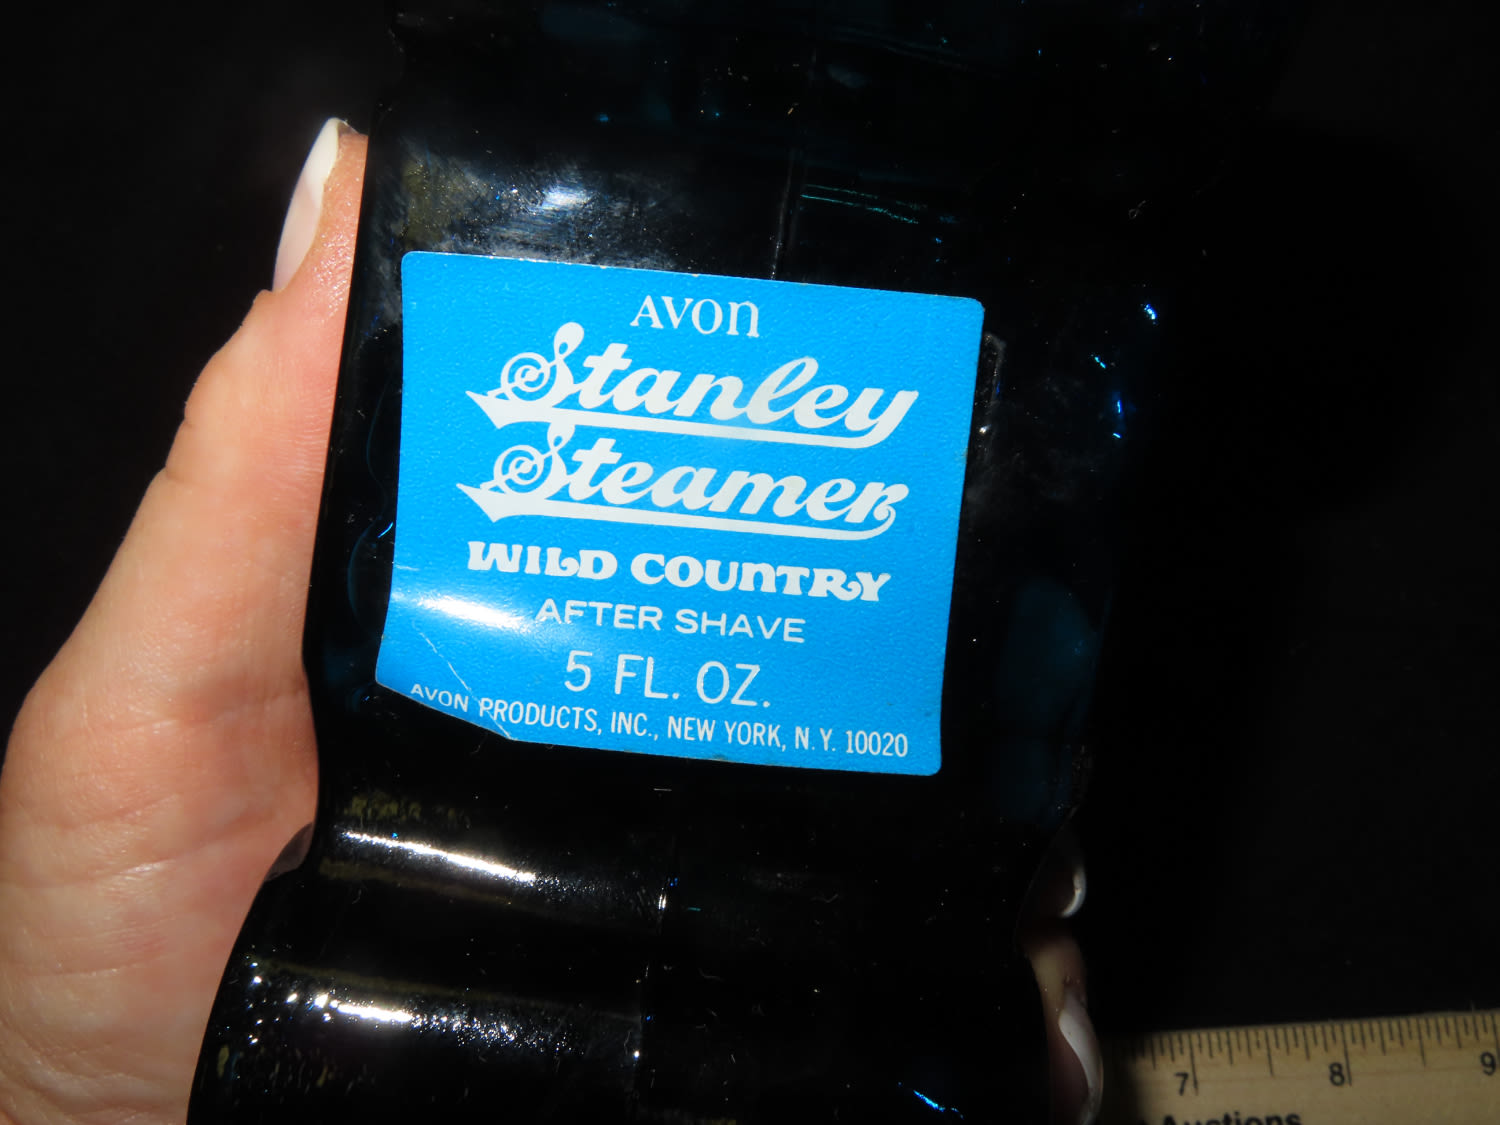 AVON
Stanley
Steamer
WILD COUNTRY
AFTER SHAVE
5 FL. OZ.
AVON PRODUCTS, INC., NEW YORK, N.Y. 10020
7 8 9
Auctions